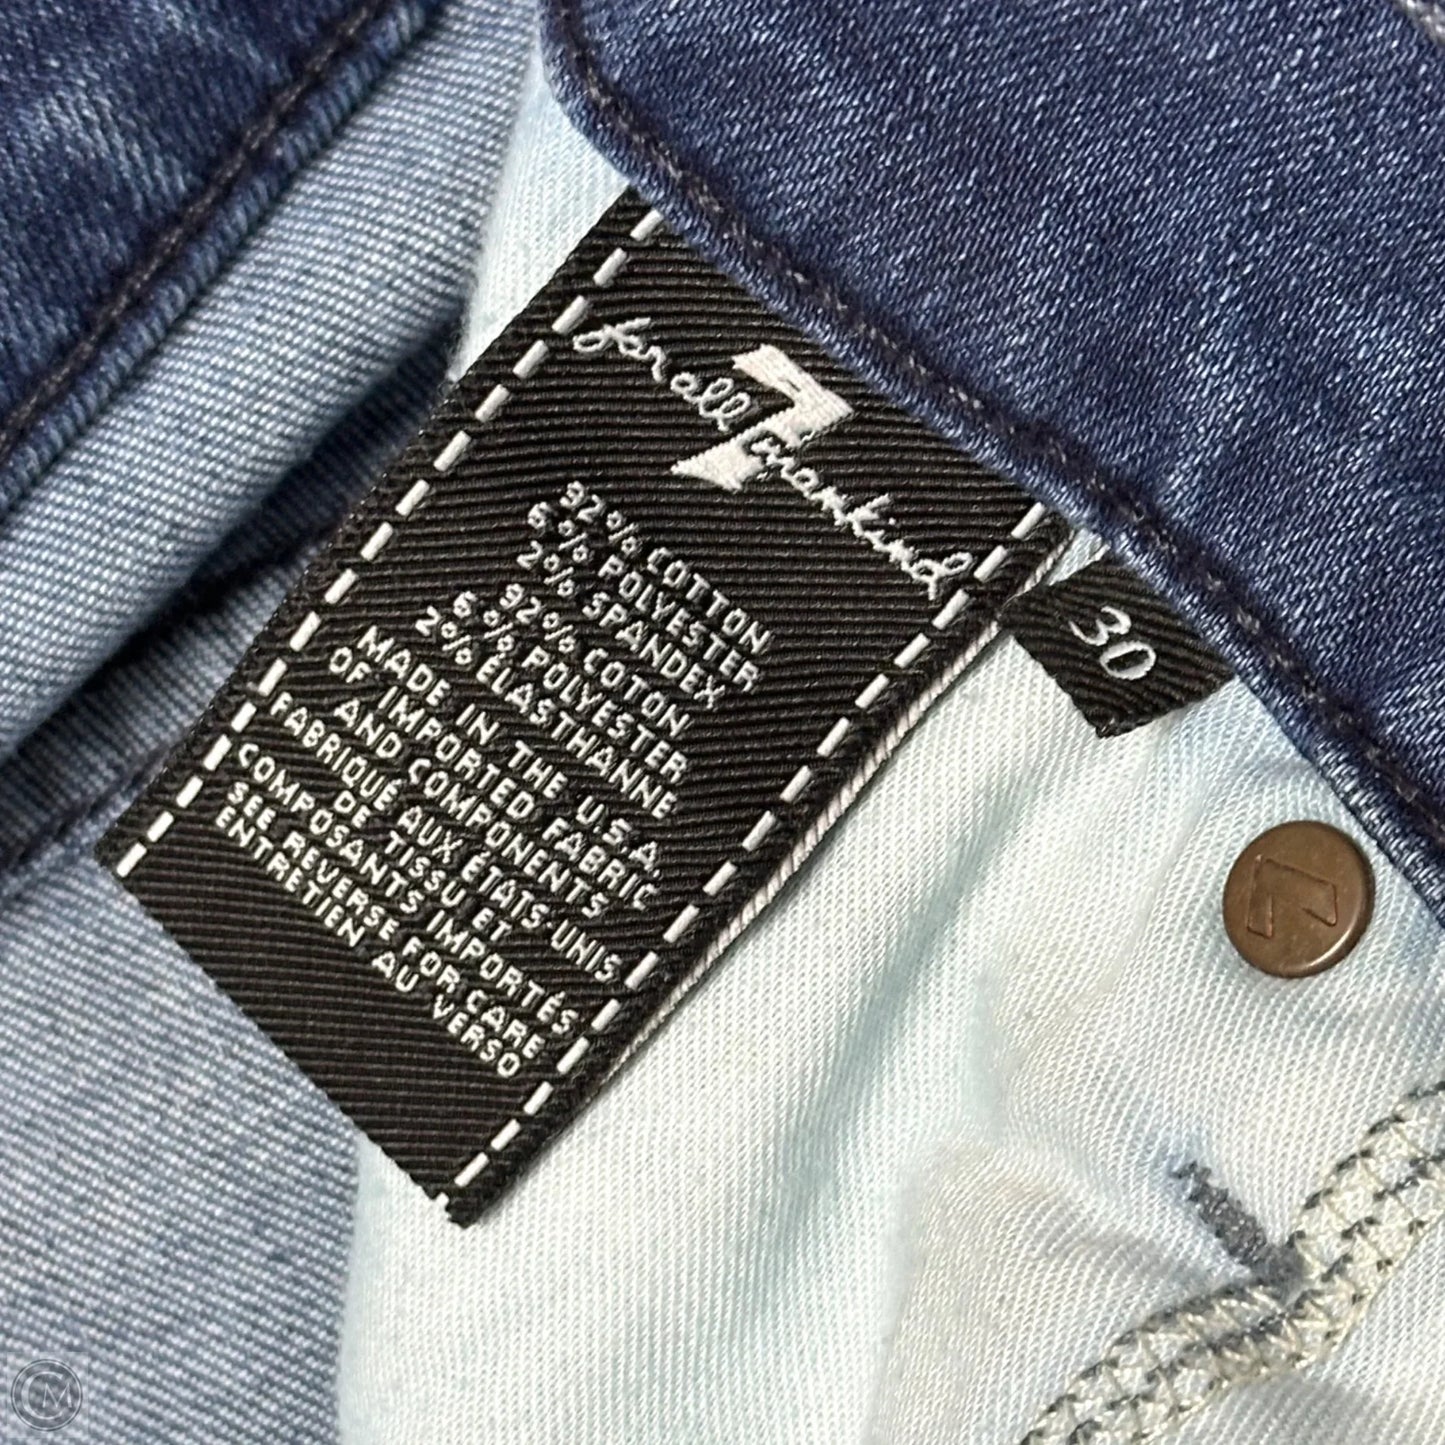 for all 7 mankind
92% COTTON
6% POLYESTER
2% SPANDEX
92% COTON
6% POLYESTER
2% ÉLASTHANNE
MADE IN THE U.S.A.
OF IMPORTED FABRIC
AND COMPONENTS
FABRIQUÉ AUX ÉTATS-UNIS
DE TISSU ET
COMPOSANTS IMPORTÉS
SEE REVERSE FOR CARE
ENTRETIEN AU VERSO
30
7
CM